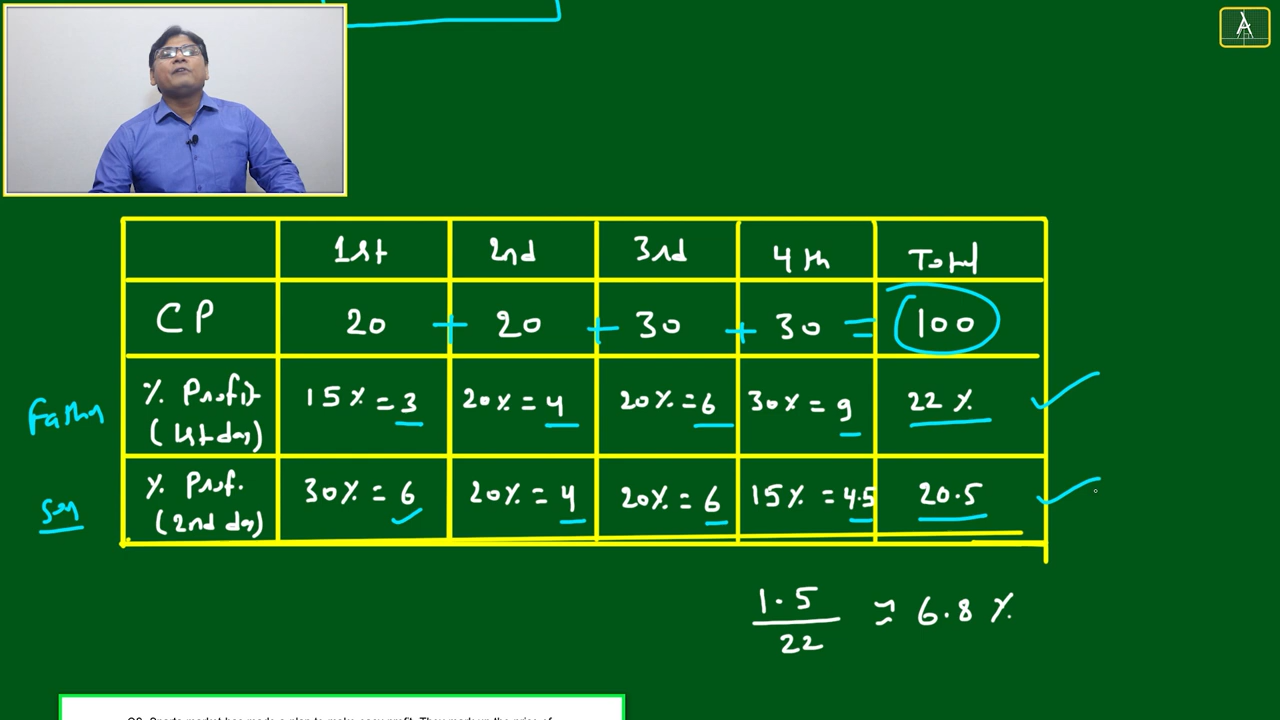 1st 2nd 3rd 4th Total
CP 20 + 20 + 30 + 30 = 100
Father % Profit (1st day) 15% = 3 20% = 4 20% = 6 30% = 9 22%
Son % Prof. (2nd day) 30% = 6 20% = 4 20% = 6 15% = 4.5 20.5
1.5 / 22 ≈ 6.8%